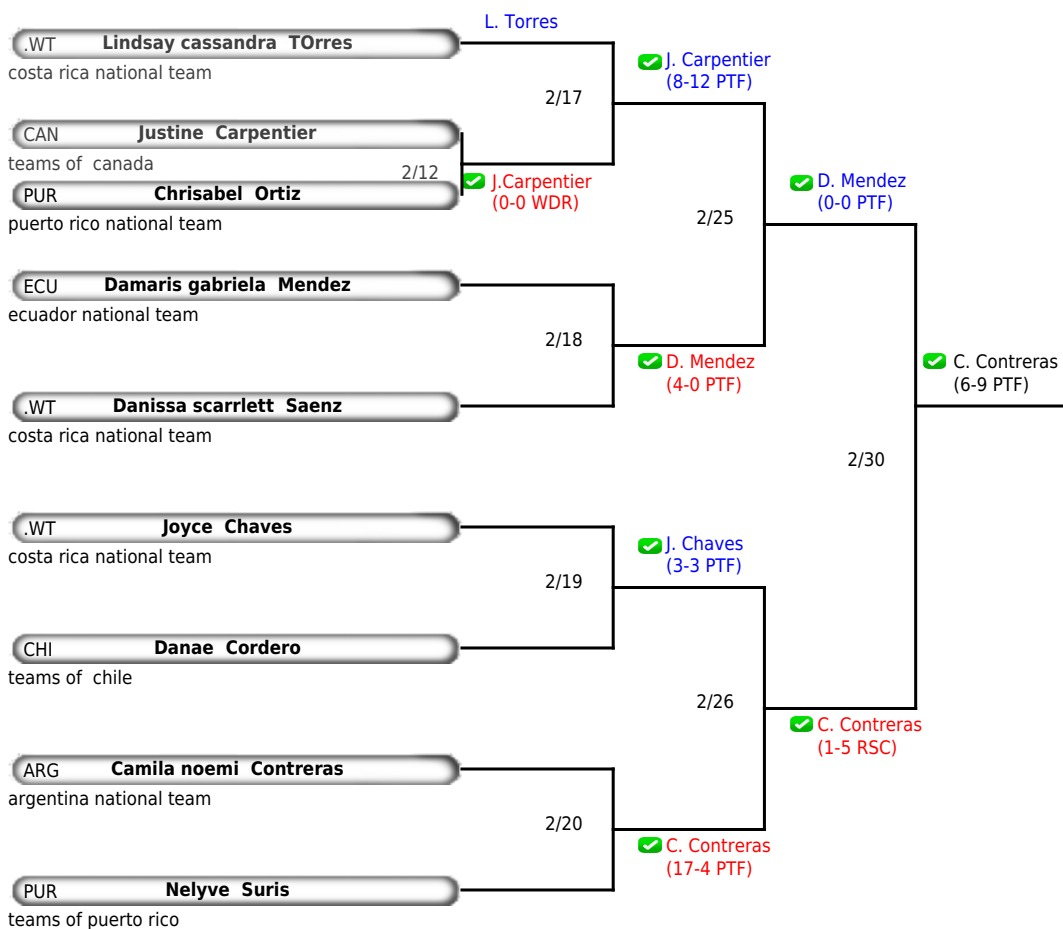 L. Torres
.WT Lindsay cassandra TOrres
costa rica national team
J. Carpentier
(8-12 PTF)
2/17
CAN Justine Carpentier
teams of canada
2/12
J.Carpentier
(0-0 WDR)
PUR Chrisabel Ortiz
puerto rico national team
D. Mendez
(0-0 PTF)
2/25
ECU Damaris gabriela Mendez
ecuador national team
2/18
D. Mendez
(4-0 PTF)
C. Contreras
(6-9 PTF)
.WT Danissa scarrlett Saenz
costa rica national team
2/30
.WT Joyce Chaves
costa rica national team
J. Chaves
(3-3 PTF)
2/19
CHI Danae Cordero
teams of chile
2/26
C. Contreras
(1-5 RSC)
ARG Camila noemi Contreras
argentina national team
2/20
C. Contreras
(17-4 PTF)
PUR Nelyve Suris
teams of puerto rico